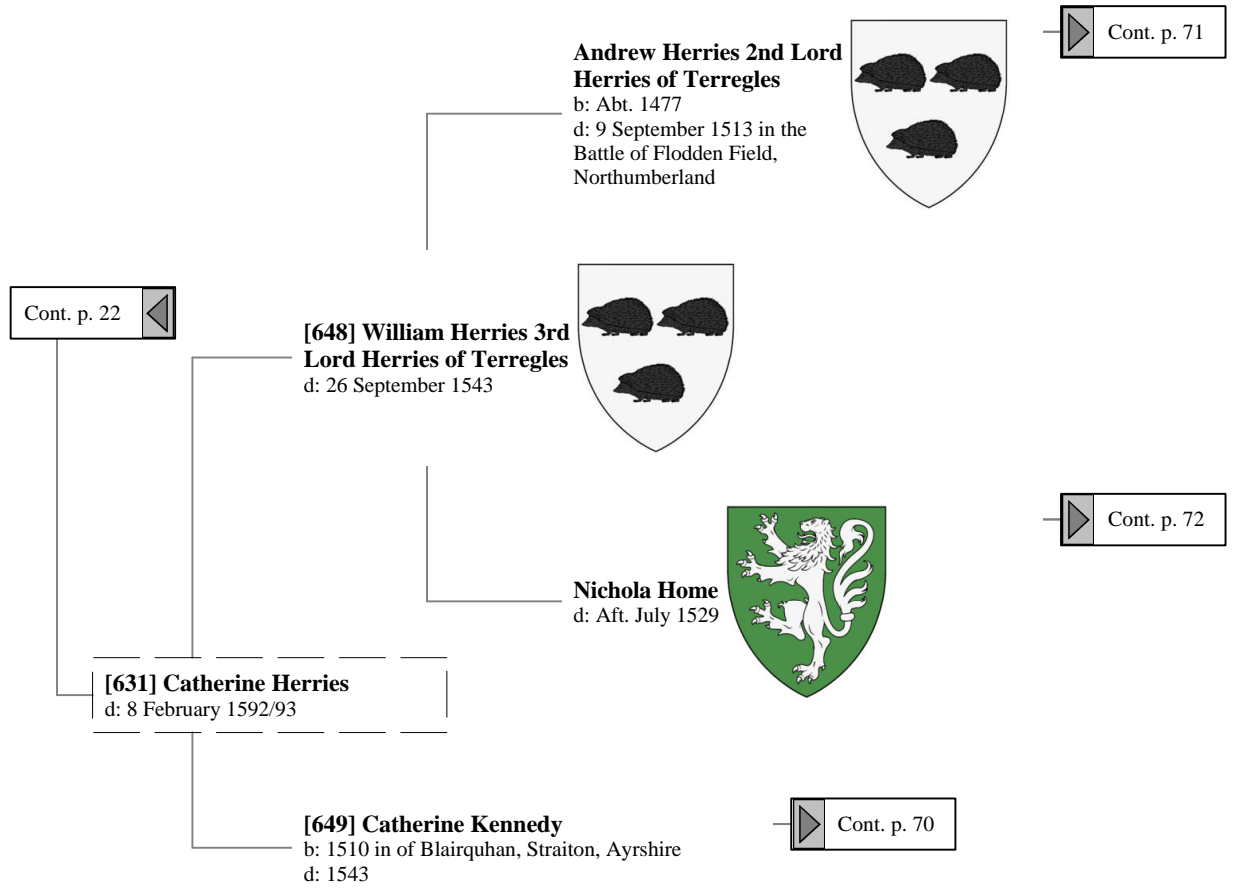 Cont. p. 71
Andrew Herries 2nd Lord
Herries of Terregles
b: Abt. 1477
d: 9 September 1513 in the
Battle of Flodden Field,
Northumberland
Cont. p. 22
[648] William Herries 3rd
Lord Herries of Terregles
d: 26 September 1543
Cont. p. 72
Nichola Home
d: Aft. July 1529
[631] Catherine Herries
d: 8 February 1592/93
Cont. p. 70
[649] Catherine Kennedy
b: 1510 in of Blairquhan, Straiton, Ayrshire
d: 1543